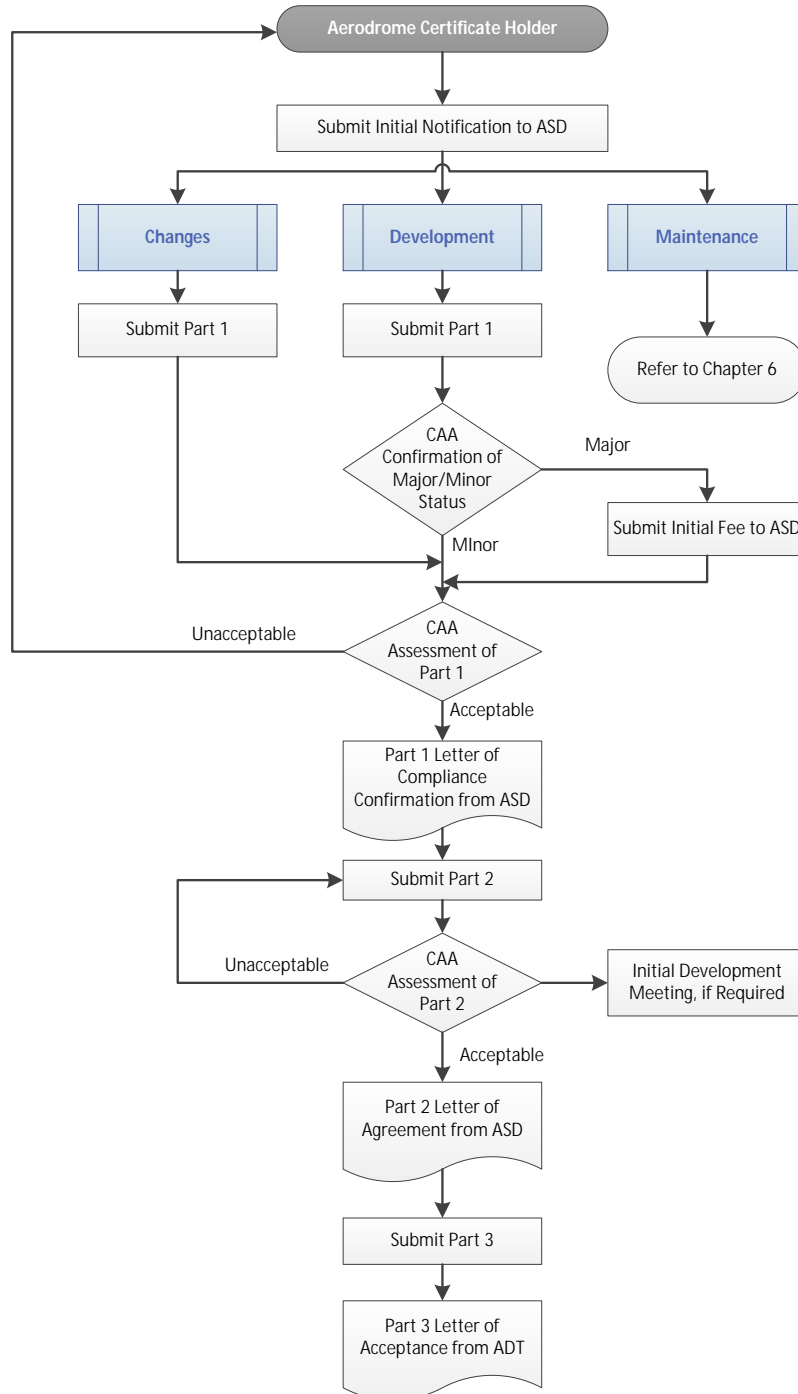 Aerodrome Certificate Holder
Submit Initial Notification to ASD
Changes
Development
Maintenance
Submit Part 1
Submit Part 1
Refer to Chapter 6
CAA
Confirmation of
Major/Minor
Status
Major
Submit Initial Fee to ASD
MInor
Unacceptable
CAA
Assessment of
Part 1
Acceptable
Part 1 Letter of
Compliance
Confirmation from ASD
Submit Part 2
Unacceptable
CAA
Assessment of
Part 2
Initial Development
Meeting, if Required
Acceptable
Part 2 Letter of
Agreement from ASD
Submit Part 3
Part 3 Letter of
Acceptance from ADT